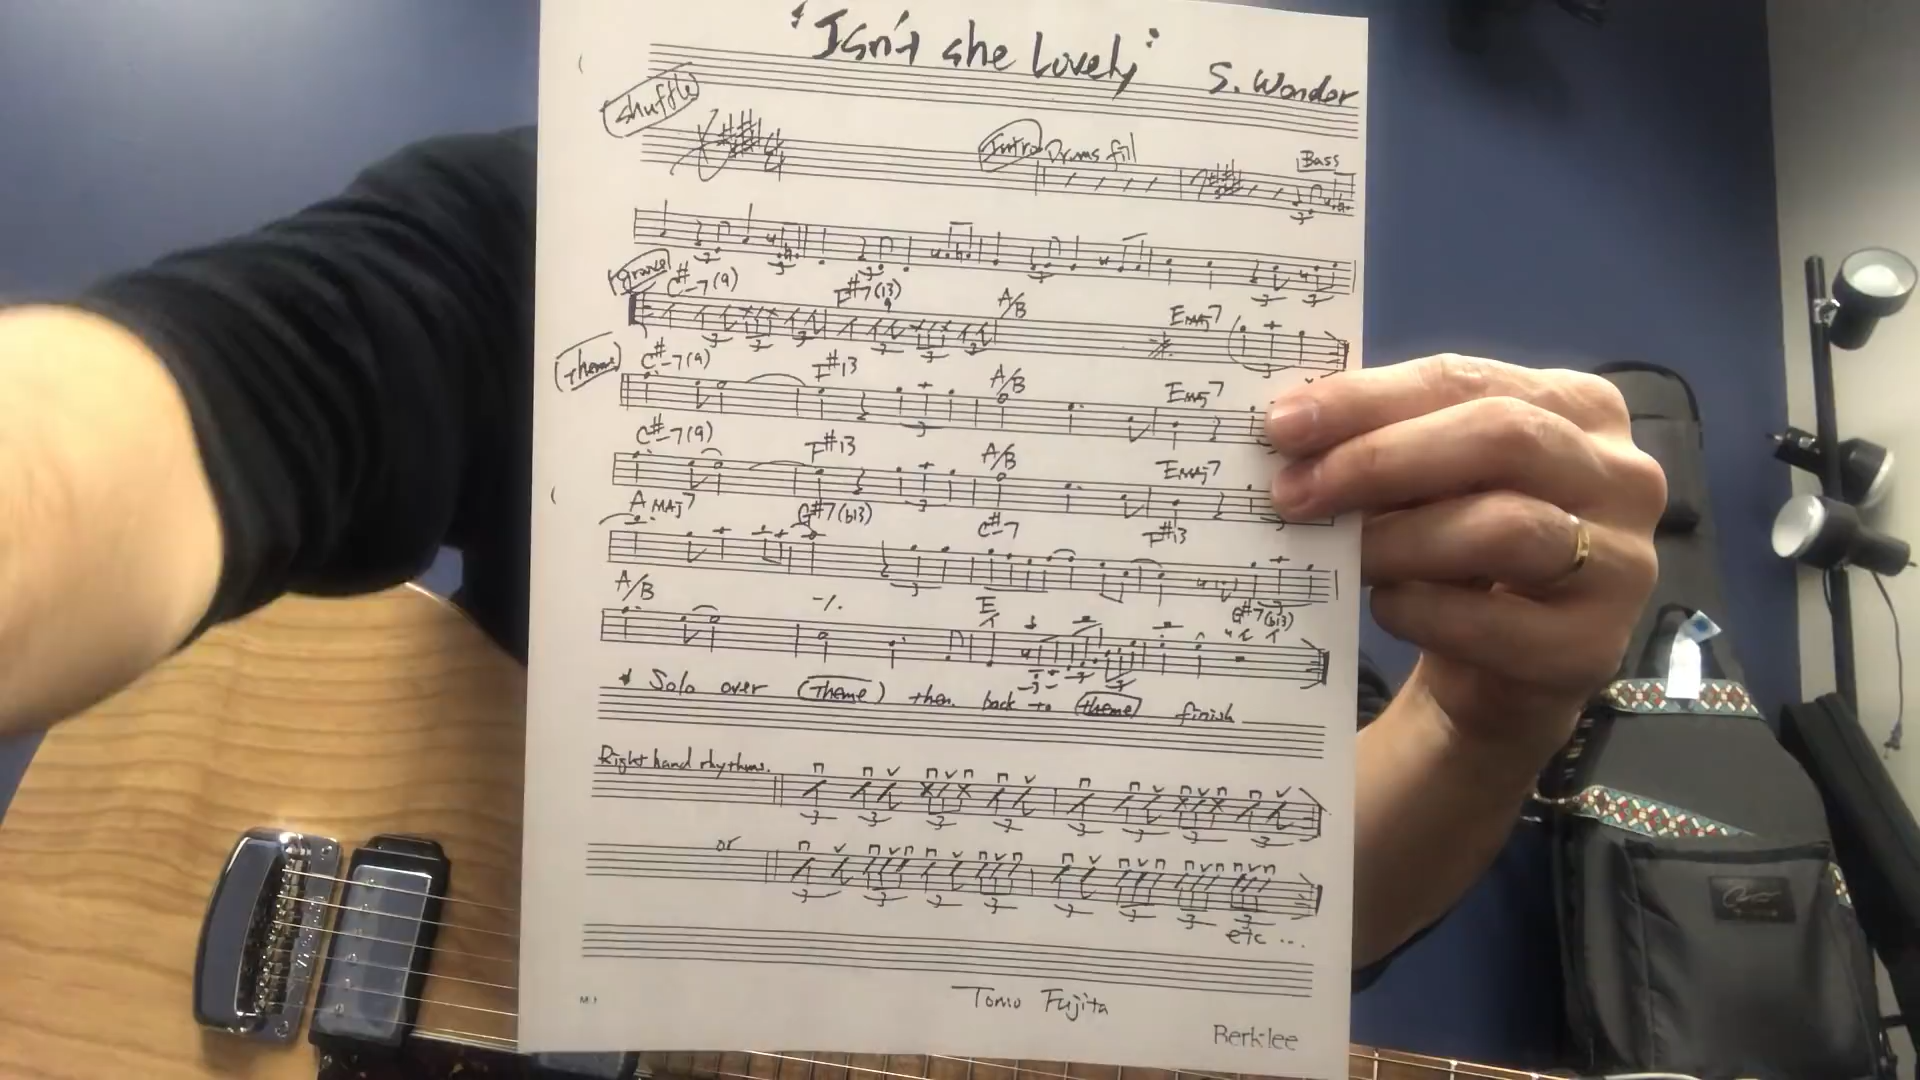 "Isn't she Lovely"
S. Wonder
Shuffle
Intro Drums fill
Bass
Groove C#-7(9) F#7(13) A/B EMAJ7
Theme C#-7(9) F#13 A/B EMAJ7
C#-7(9) F#13 A/B EMAJ7
AMAJ7 G#7(b13) C#-7 F#13
A/B E G#7(b13)
* Solo over Theme then back to theme finish
Right hand rhythms.
or
etc ...
Tomo Fujita
Berklee